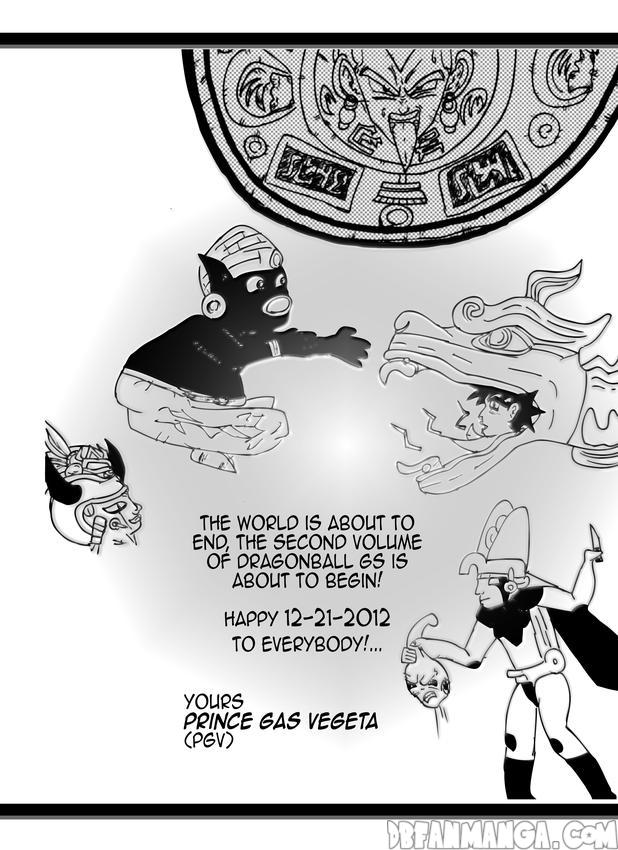 THE WORLD IS ABOUT TO
END, THE SECOND VOLUME
OF DRAGONBALL GS IS
ABOUT TO BEGIN!
HAPPY 12-21-2012
TO EVERYBODY!...
YOURS
PRINCE GAS VEGETA
(PGV)
DBFANMANGA.COM